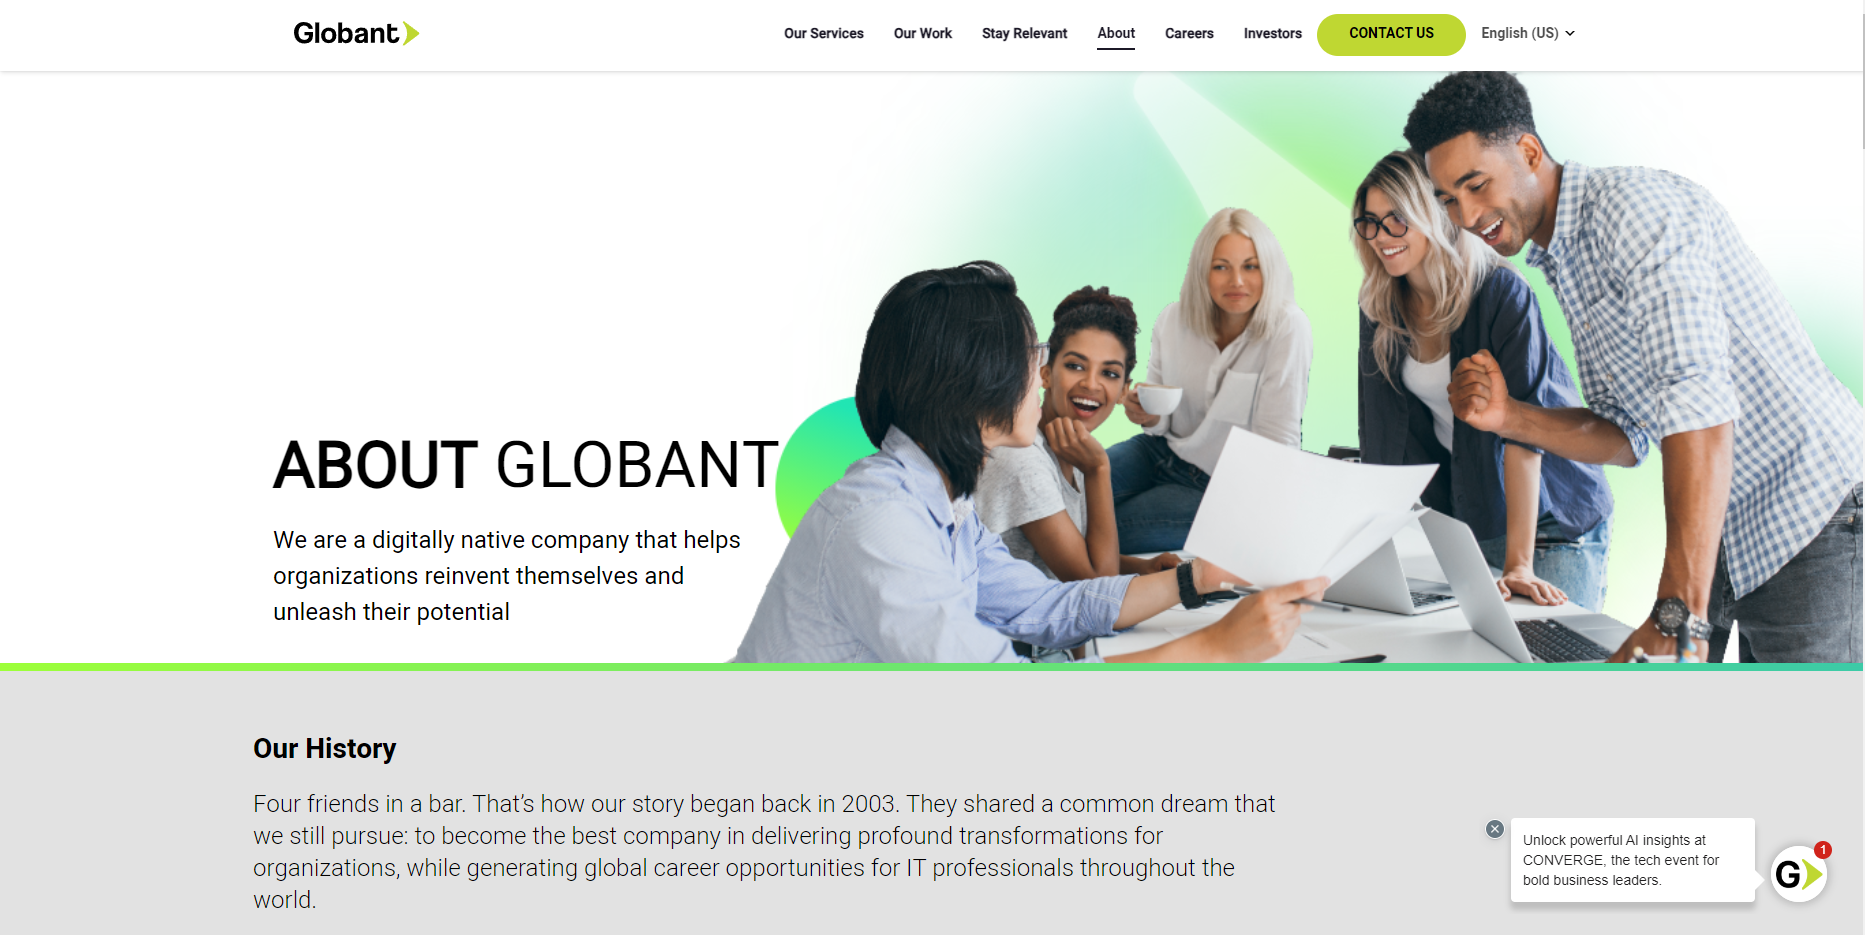 Globant
Our Services
Our Work
Stay Relevant
About
Careers
Investors
CONTACT US
English (US)
ABOUT GLOBANT
We are a digitally native company that helps
organizations reinvent themselves and
unleash their potential
Our History
Four friends in a bar. That’s how our story began back in 2003. They shared a common dream that
we still pursue: to become the best company in delivering profound transformations for
organizations, while generating global career opportunities for IT professionals throughout the
world.
Unlock powerful AI insights at
CONVERGE, the tech event for
bold business leaders.
G
1